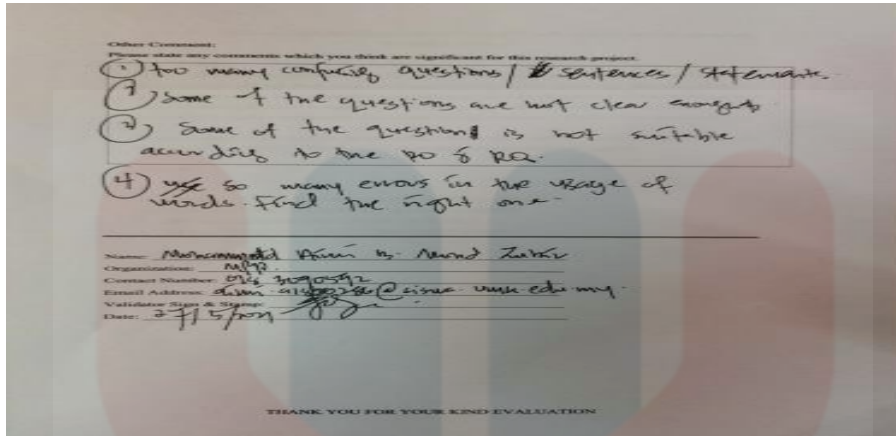 Other Comment:
Please state any comments which you think are significant for this research project.
① too many confusing questions / sentences / statements.
③ some of the questions are not clear enough
② some of the questions is not suitable
according to the RO & RQ.
④ so many errors in the usage of
words. Find the right one.
Name:
Organization:
Contact Number:
Email Address:
Validator Sign & Stamp:
Date: 27/5/
THANK YOU FOR YOUR KIND EVALUATION